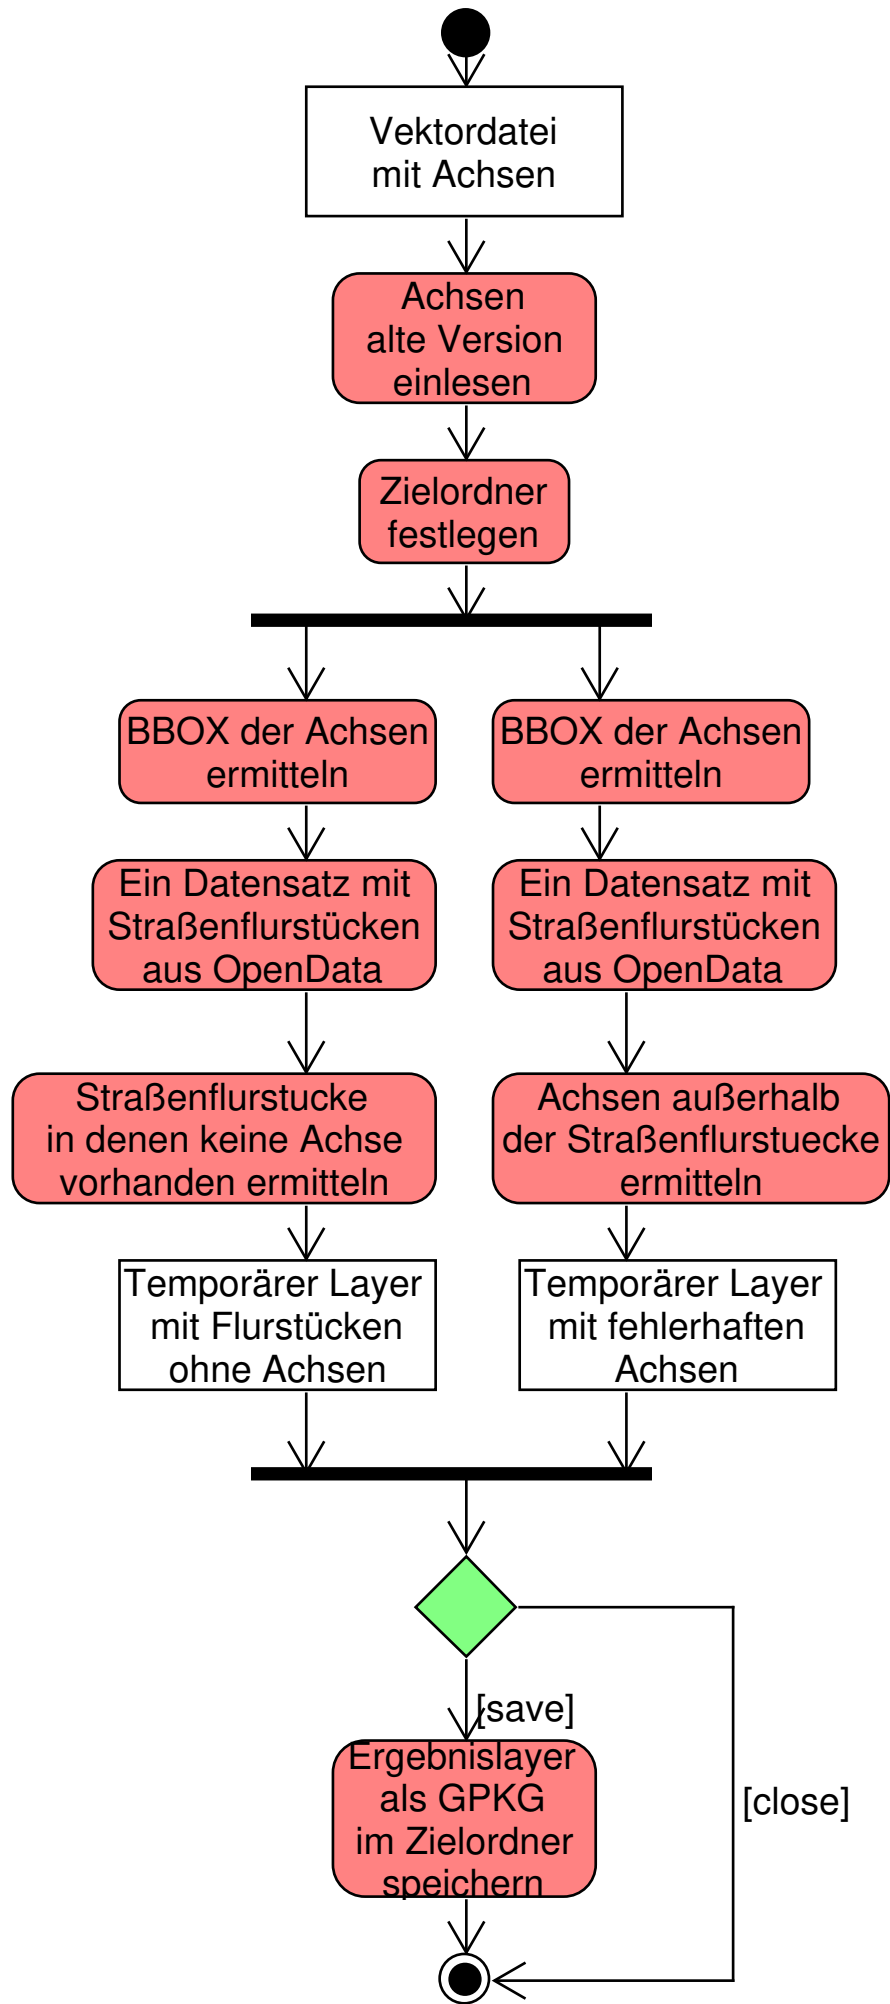 Vektordatei
mit Achsen
Achsen
alte Version
einlesen
Zielordner
festlegen
BBOX der Achsen
ermitteln
BBOX der Achsen
ermitteln
Ein Datensatz mit
Straßenflurstücken
aus OpenData
Ein Datensatz mit
Straßenflurstücken
aus OpenData
Straßenflurstucke
in denen keine Achse
vorhanden ermitteln
Achsen außerhalb
der Straßenflurstuecke
ermitteln
Temporärer Layer
mit Flurstücken
ohne Achsen
Temporärer Layer
mit fehlerhaften
Achsen
[save]
Ergebnislayer
als GPKG
im Zielordner
speichern
[close]